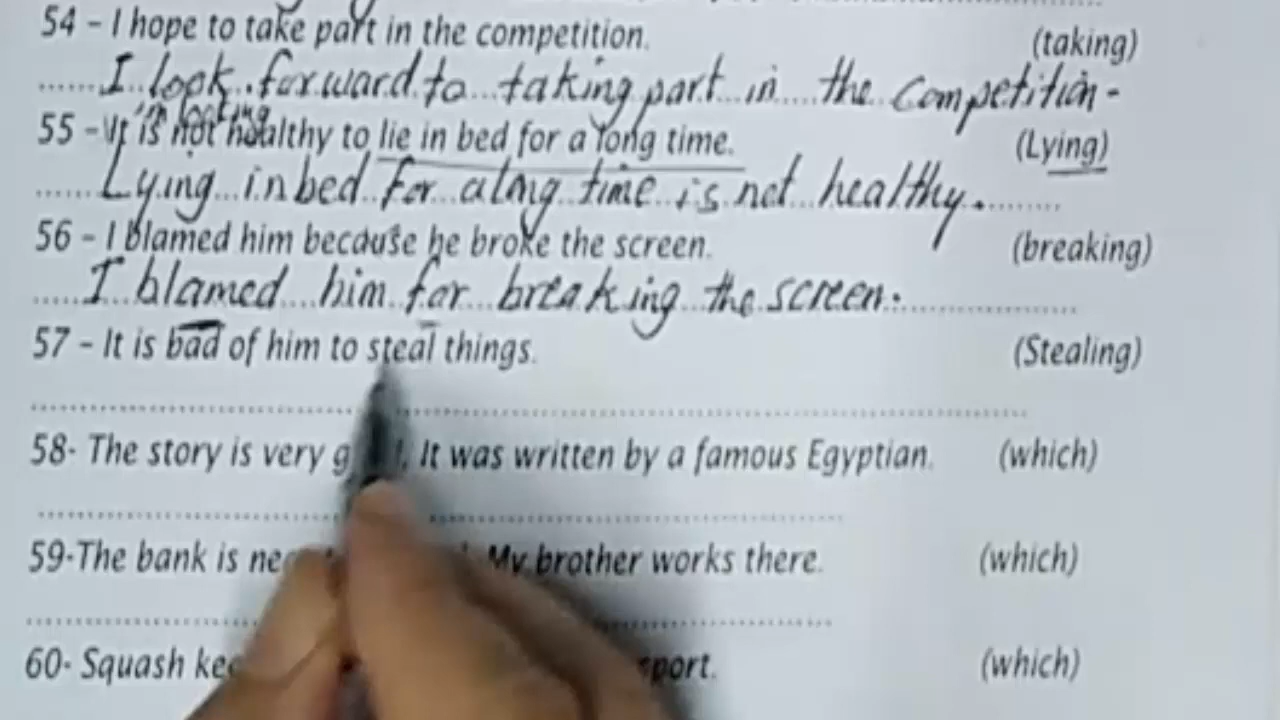 54 – I hope to take part in the competition. (taking)
I look forward to taking part in the competition-
'm looking
55 – It is not healthy to lie in bed for a long time. (Lying)
Lying in bed for along time is not healthy.
56 – I blamed him because he broke the screen. (breaking)
I blamed him for breaking the screen.
57 – It is bad of him to steal things. (Stealing)
58- The story is very It was written by a famous Egyptian. (which)
59-The bank is My brother works there. (which)
60- Squash sport. (which)